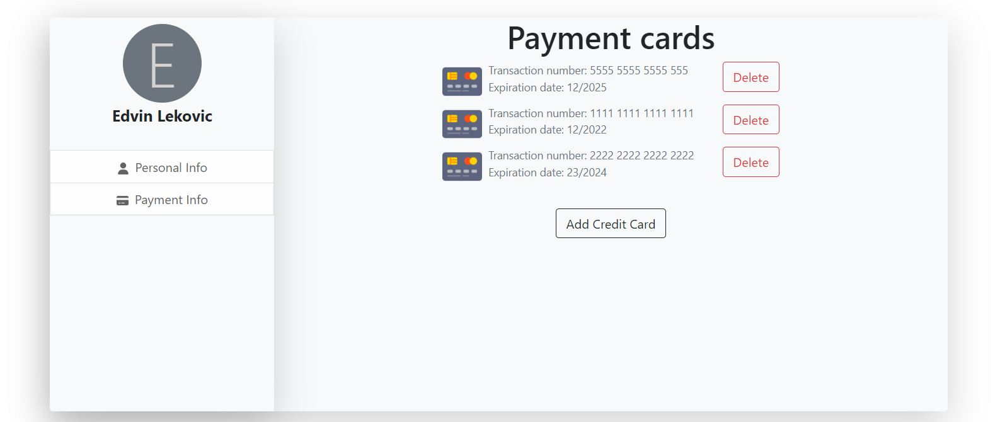 E
Edvin Lekovic
Personal Info
Payment Info
Payment cards
Transaction number: 5555 5555 5555 555
Expiration date: 12/2025
Delete
Transaction number: 1111 1111 1111 1111
Expiration date: 12/2022
Delete
Transaction number: 2222 2222 2222 2222
Expiration date: 23/2024
Delete
Add Credit Card